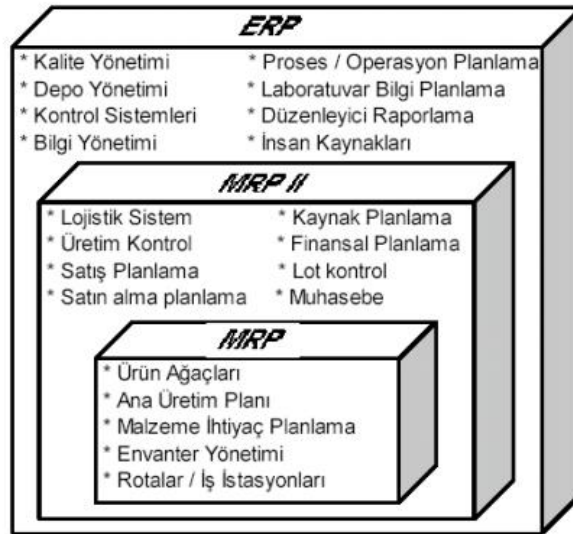 ERP
* Kalite Yönetimi * Proses / Operasyon Planlama
* Depo Yönetimi * Laboratuvar Bilgi Planlama
* Kontrol Sistemleri * Düzenleyici Raporlama
* Bilgi Yönetimi * İnsan Kaynakları
MRP II
* Lojistik Sistem * Kaynak Planlama
* Üretim Kontrol * Finansal Planlama
* Satış Planlama * Lot kontrol
* Satın alma planlama * Muhasebe
MRP
* Ürün Ağaçları
* Ana Üretim Planı
* Malzeme İhtiyaç Planlama
* Envanter Yönetimi
* Rotalar / İş İstasyonları